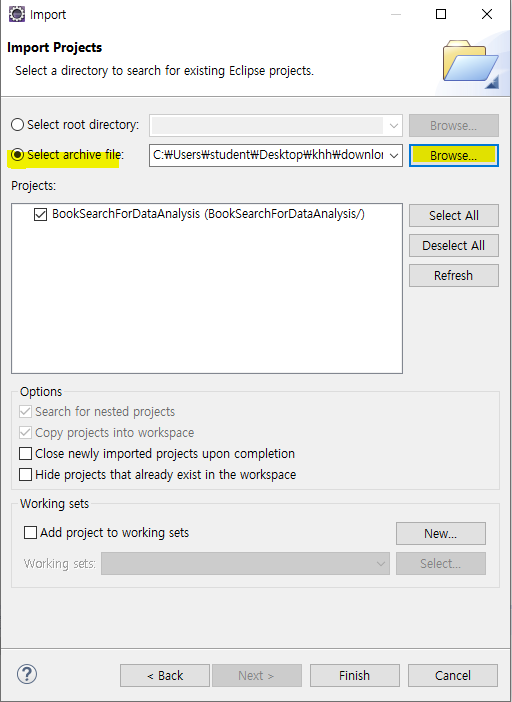 Import
Import Projects
Select a directory to search for existing Eclipse projects.
Select root directory:
Browse...
Select archive file:
C:₩Users₩student₩Desktop₩khh₩downlo
Browse...
Projects:
BookSearchForDataAnalysis (BookSearchForDataAnalysis/)
Select All
Deselect All
Refresh
Options
Search for nested projects
Copy projects into workspace
Close newly imported projects upon completion
Hide projects that already exist in the workspace
Working sets
Add project to working sets
New...
Working sets:
Select...
?
< Back
Next >
Finish
Cancel